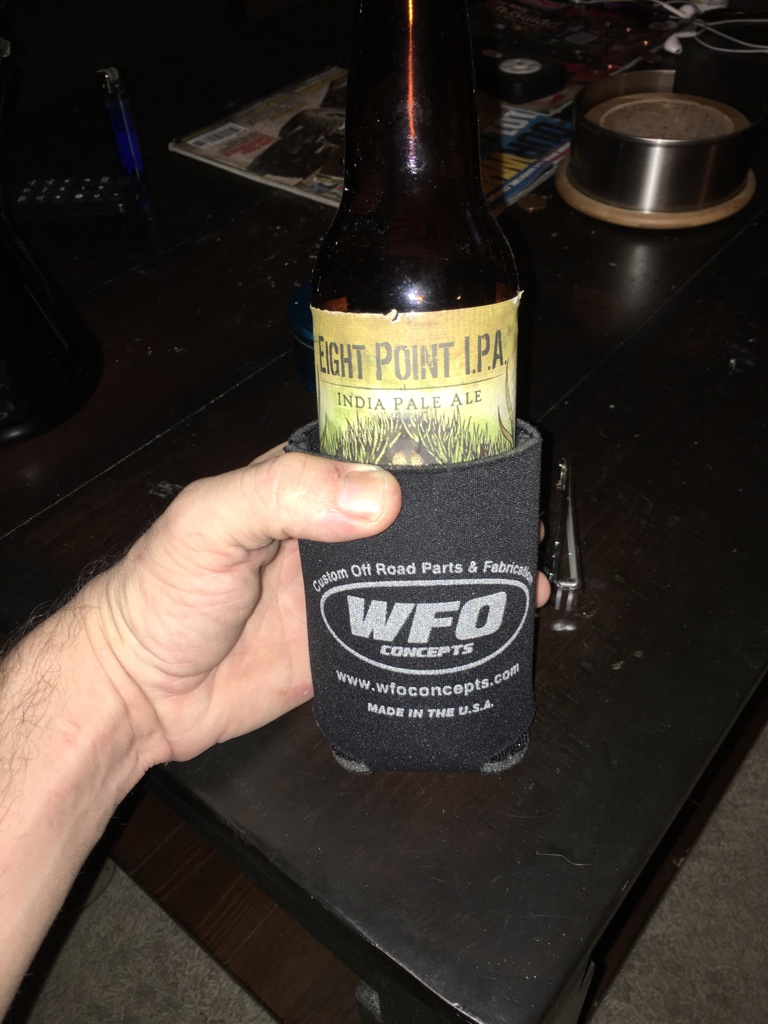 EIGHT POINT I.P.A.
INDIA PALE ALE
Custom Off Road Parts & Fabrication
WFO
CONCEPTS
www.wfoconcepts.com
MADE IN THE U.S.A.